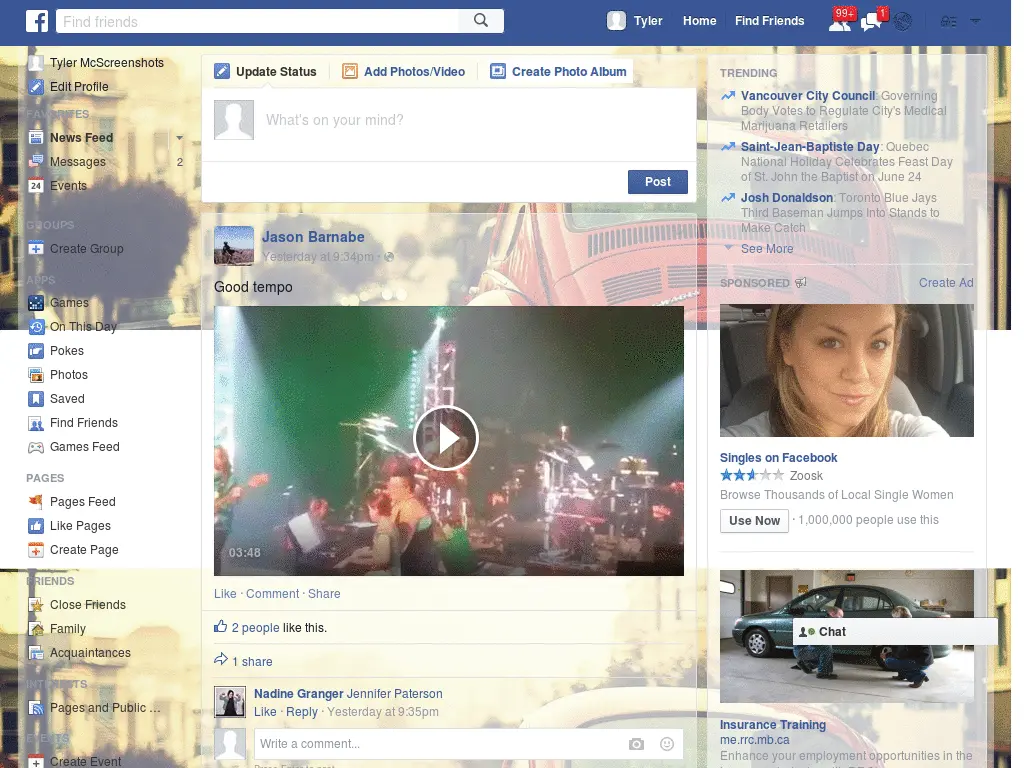 Find friends
Tyler
Home
Find Friends
99+
1
Tyler McScreenshots
Edit Profile
FAVORITES
News Feed
Messages 2
24 Events
GROUPS
Create Group
APPS
Games
On This Day
Pokes
Photos
Saved
Find Friends
Games Feed
PAGES
Pages Feed
Like Pages
Create Page
FRIENDS
Close Friends
Family
Acquaintances
INTERESTS
Pages and Public ...
EVENTS
Create Event
Update Status
Add Photos/Video
Create Photo Album
What's on your mind?
Post
Jason Barnabe
Yesterday at 9:34pm ·
Good tempo
03:48
Like · Comment · Share
2 people like this.
1 share
Nadine Granger Jennifer Paterson
Like · Reply · Yesterday at 9:35pm
Write a comment...
Press Enter to post.
TRENDING
Vancouver City Council: Governing
Body Votes to Regulate City's Medical
Marijuana Retailers
Saint-Jean-Baptiste Day: Quebec
National Holiday Celebrates Feast Day
of St. John the Baptist on June 24
Josh Donaldson: Toronto Blue Jays
Third Baseman Jumps Into Stands to
Make Catch
See More
SPONSORED
Create Ad
Singles on Facebook
Zoosk
Browse Thousands of Local Single Women
Use Now · 1,000,000 people use this
Chat
Insurance Training
me.rrc.mb.ca
Enhance your employment opportunities in the